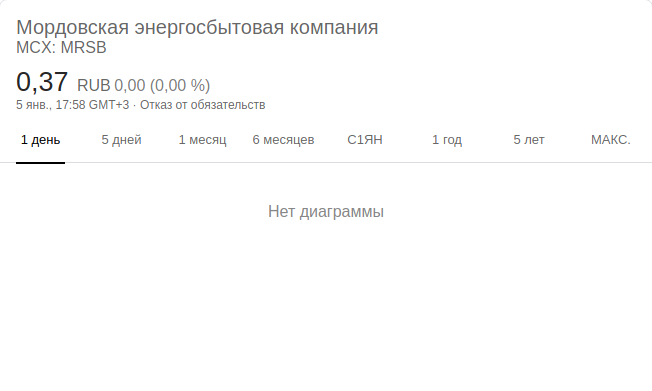 Мордовская энергосбытовая компания
MCX: MRSB
0,37 RUB 0,00 (0,00 %)
5 янв., 17:58 GMT+3 · Отказ от обязательств
1 день 5 дней 1 месяц 6 месяцев С1ЯН 1 год 5 лет МАКС.
Нет диаграммы